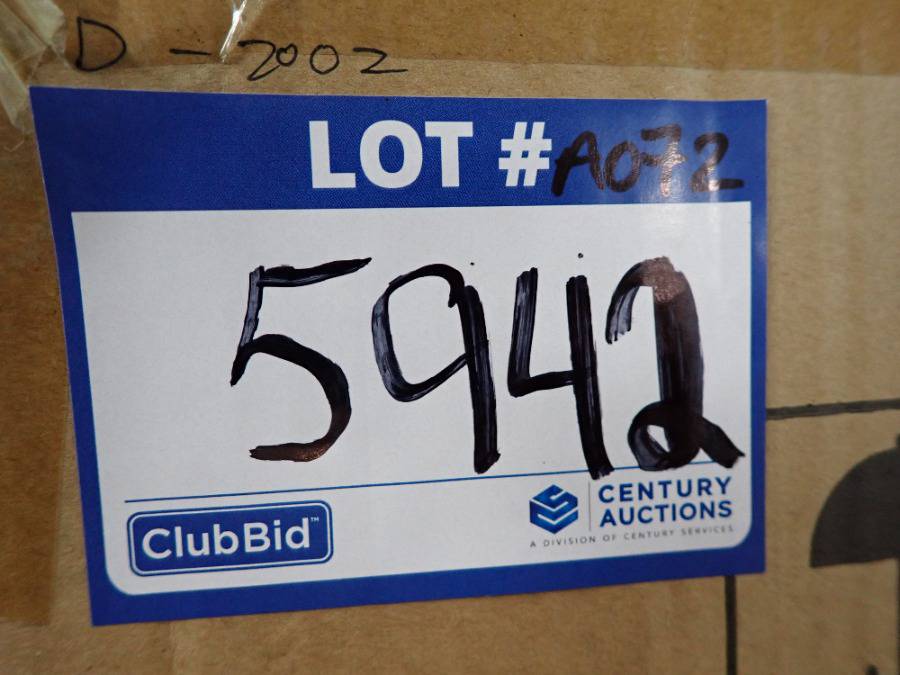 D - 2002
LOT #A072
5942
ClubBid™
CENTURY
AUCTIONS
A DIVISION OF CENTURY SERVICES